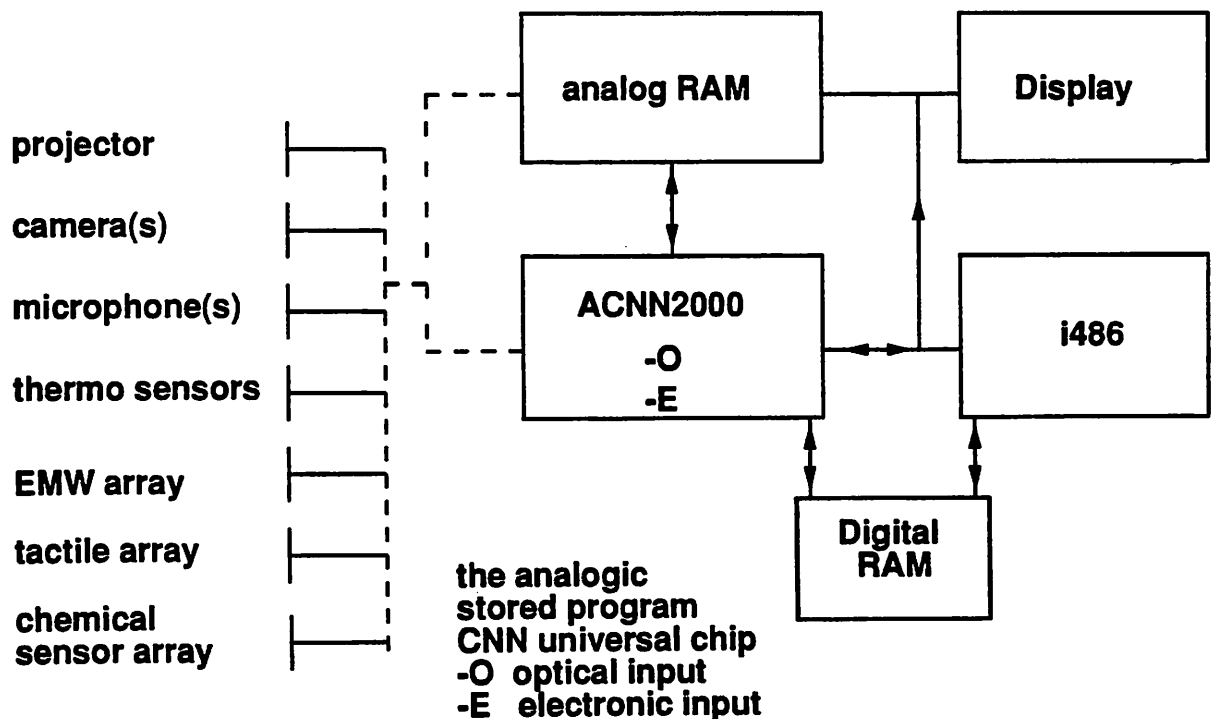 analog RAM
Display
projector
camera(s)
microphone(s)
thermo sensors
EMW array
tactile array
chemical
sensor array
ACNN2000
-O
-E
i486
Digital
RAM
the analogic
stored program
CNN universal chip
-O optical input
-E electronic input